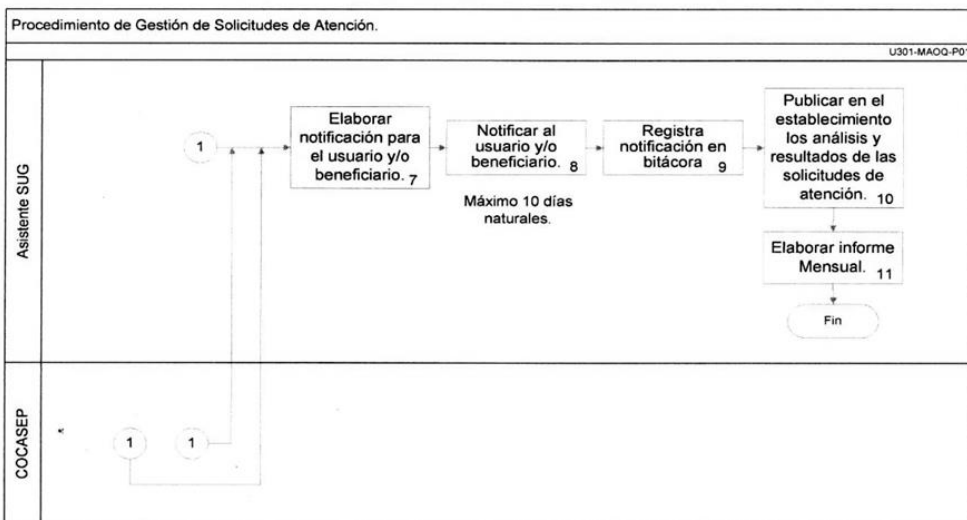 Procedimiento de Gestión de Solicitudes de Atención.
U301-MAOQ-P01
Asistente SUG
1
Elaborar
notificación para
el usuario y/o
beneficiario. 7
Notificar al
usuario y/o
beneficiario. 8
Máximo 10 días
naturales.
Registra
notificación en
bitácora 9
Publicar en el
establecimiento
los análisis y
resultados de las
solicitudes de
atención. 10
Elaborar informe
Mensual. 11
Fin
COCASEP
1
1